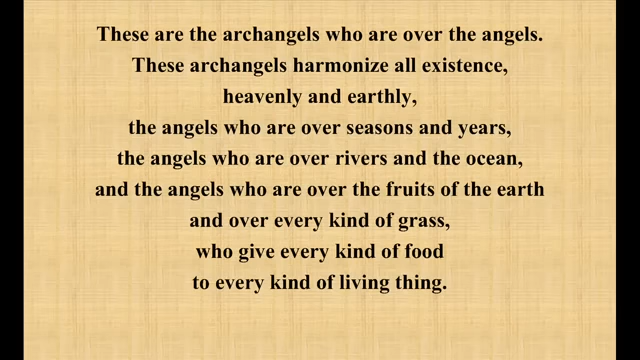 These are the archangels who are over the angels.
These archangels harmonize all existence,
heavenly and earthly,
the angels who are over seasons and years,
the angels who are over rivers and the ocean,
and the angels who are over the fruits of the earth
and over every kind of grass,
who give every kind of food
to every kind of living thing.